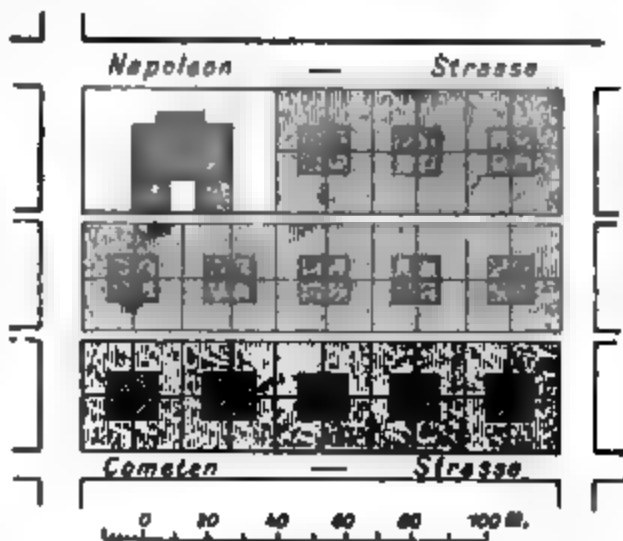 Napoleon — Strasse
Cometen — Strasse
0 20 40 60 80 100 M.